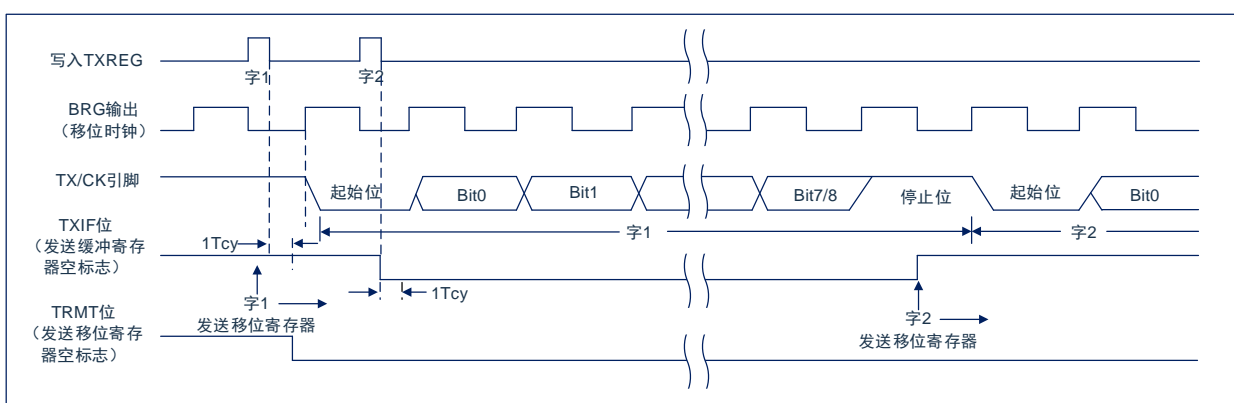 写入TXREG
字1
字2
BRG输出
（移位时钟）
TX/CK引脚
起始位
Bit0
Bit1
Bit7/8
停止位
起始位
Bit0
TXIF位
（发送缓冲寄存
器空标志）
1Tcy
字1
字2
1Tcy
字1
发送移位寄存器
字2
发送移位寄存器
TRMT位
（发送移位寄存
器空标志）